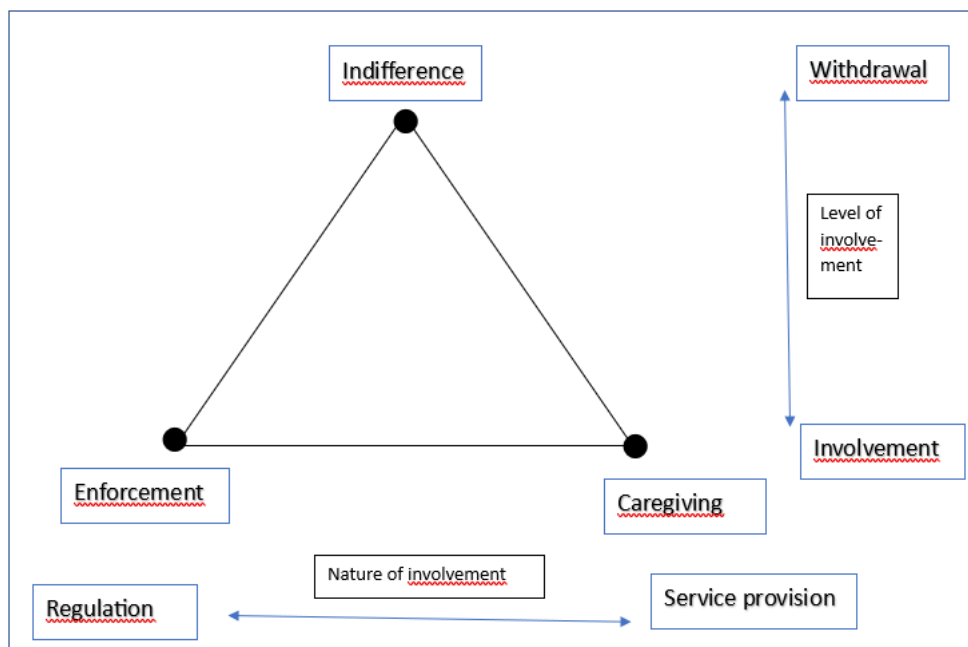 Indifference
Withdrawal
Level of
involve-
ment
Involvement
Enforcement
Caregiving
Nature of involvement
Regulation
Service provision